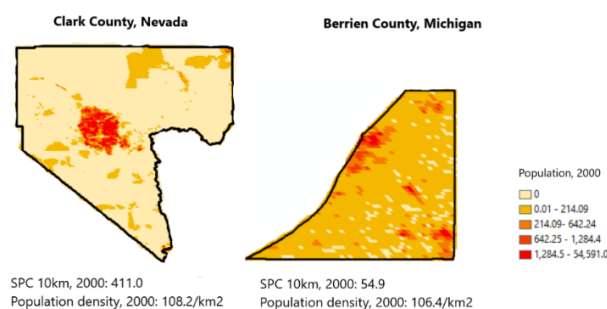 Clark County, Nevada
Berrien County, Michigan
Population, 2000
0
0.01 - 214.09
214.09- 642.24
642.25 - 1,284.4
1,284.5 - 54,591.0
SPC 10km, 2000: 411.0
Population density, 2000: 108.2/km2
SPC 10km, 2000: 54.9
Population density, 2000: 106.4/km2